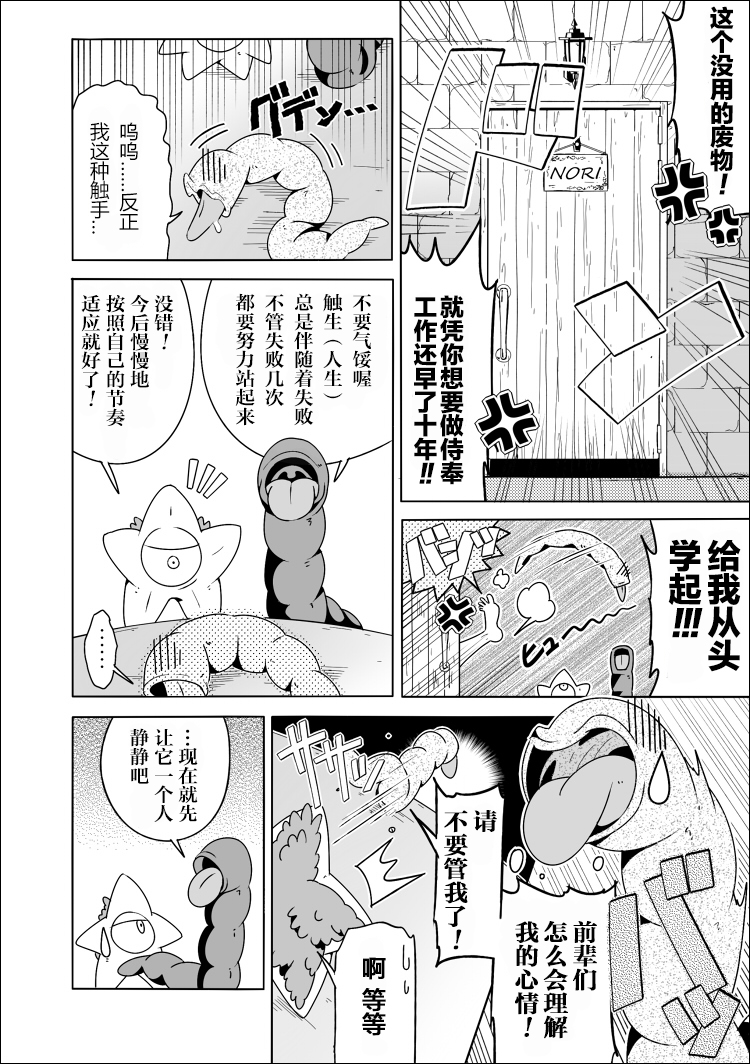 这个没用的废物！
NORI
就凭你想要做侍奉
工作还早了十年!!
给我从头
学起!!!
バンッ
ヒュ～
グデン…
呜呜……反正
我这种触手…
不要气馁喔
触生（人生）
总是伴随着失败
不管失败几次
都要努力站起来
没错！
今后慢慢地
按照自己的节奏
适应就好了！
…
前辈们
怎么会理解
我的心情！
请
不要管我了！
ザザザッ
啊 等等
…现在就先
让它一个人
静静吧